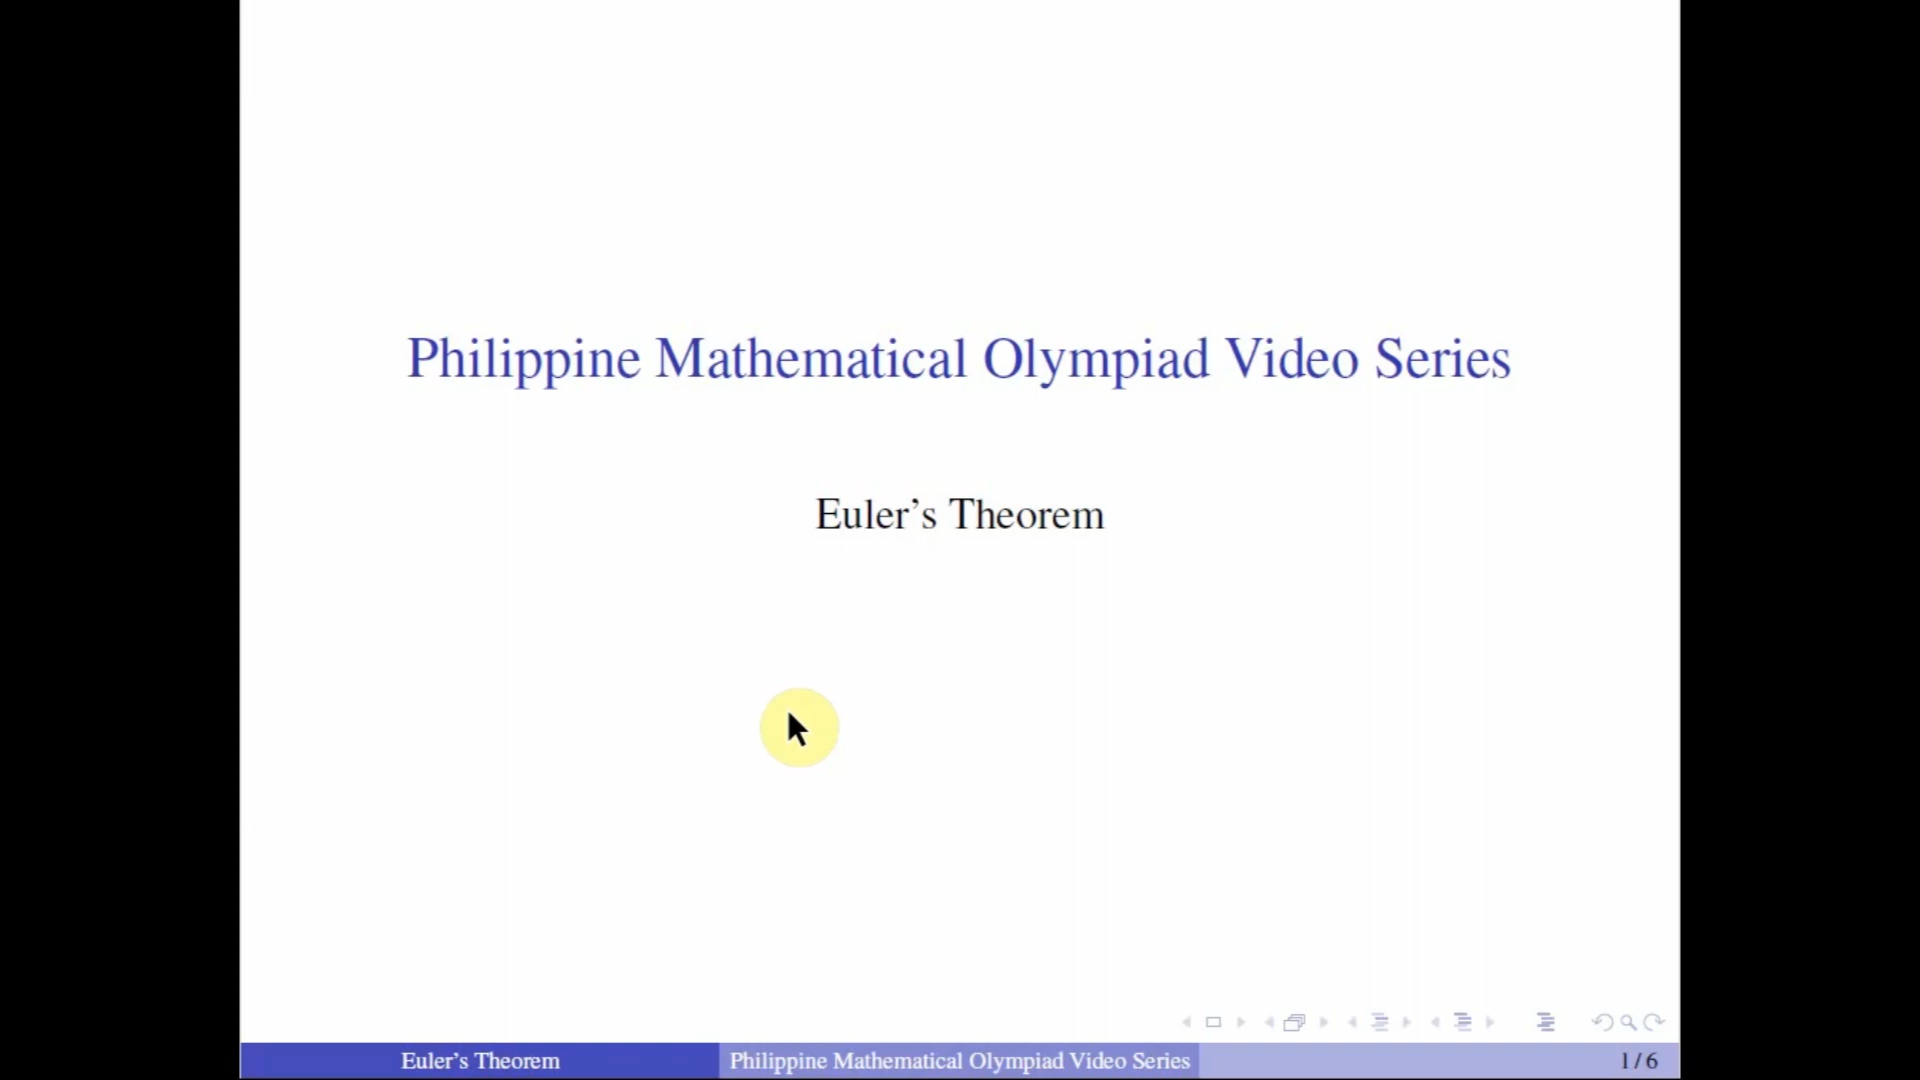 Philippine Mathematical Olympiad Video Series
Euler’s Theorem
Euler’s Theorem
Philippine Mathematical Olympiad Video Series
1 / 6